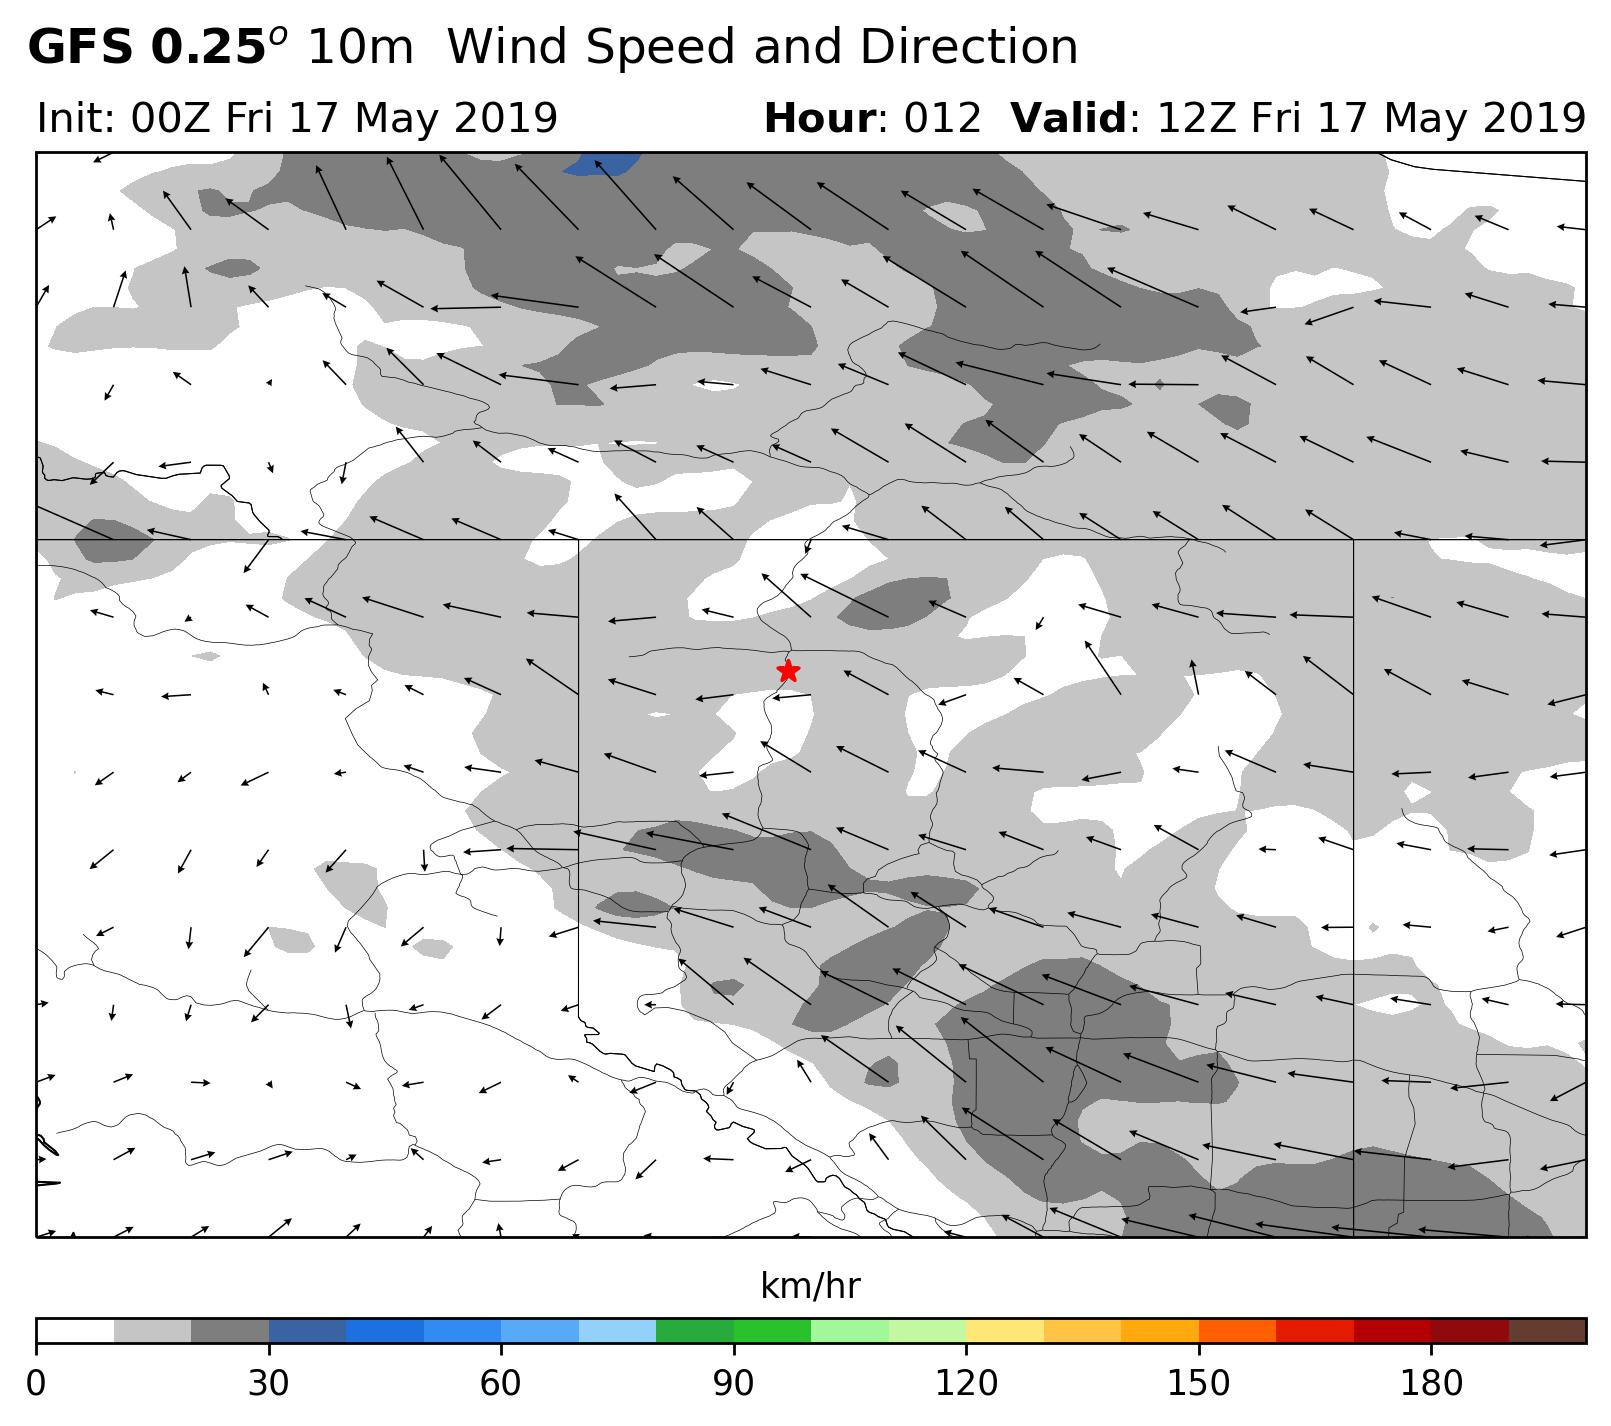 GFS 0.25o 10m Wind Speed and Direction
Init: 00Z Fri 17 May 2019 Hour: 012 Valid: 12Z Fri 17 May 2019
km/hr
0 30 60 90 120 150 180